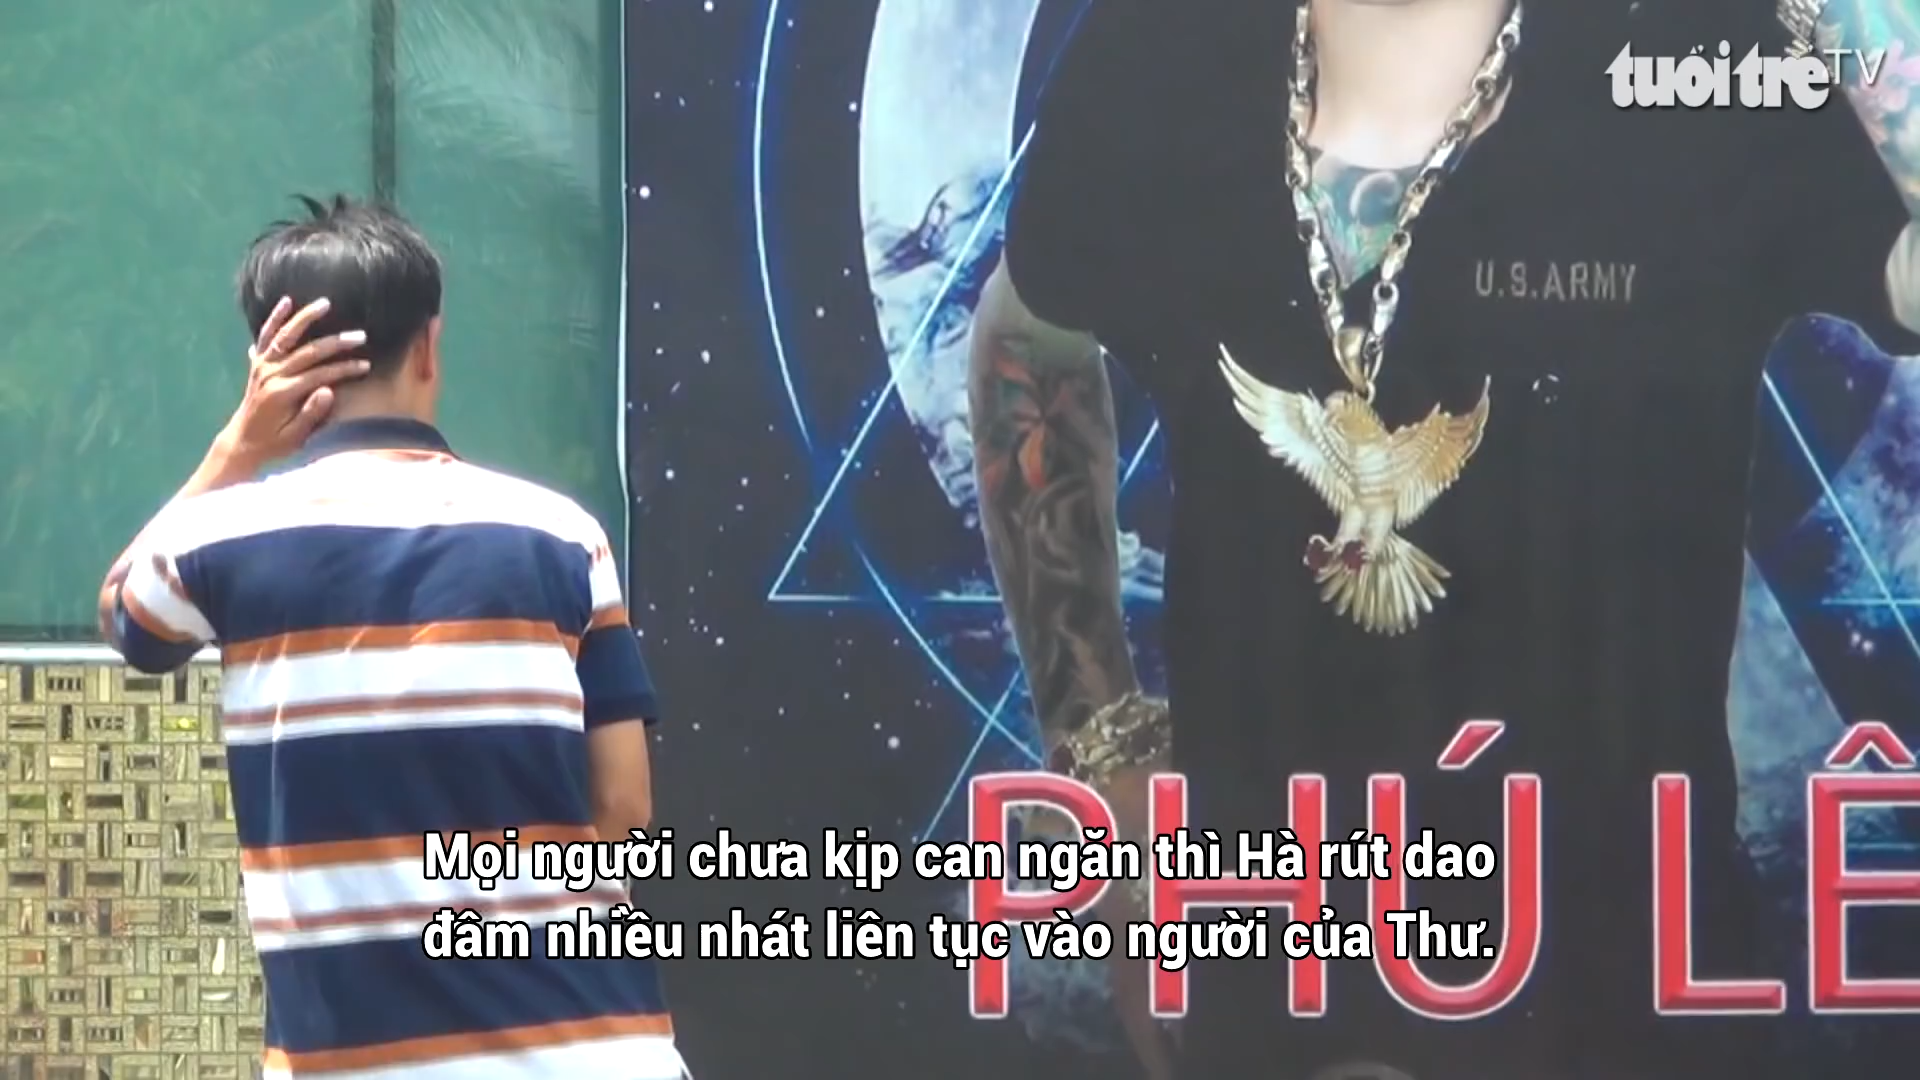 tuổi trẻ TV
U.S.ARMY
PHÚ LÊ
Mọi người chưa kịp can ngăn thì Hà rút dao
đâm nhiều nhát liên tục vào người của Thư.